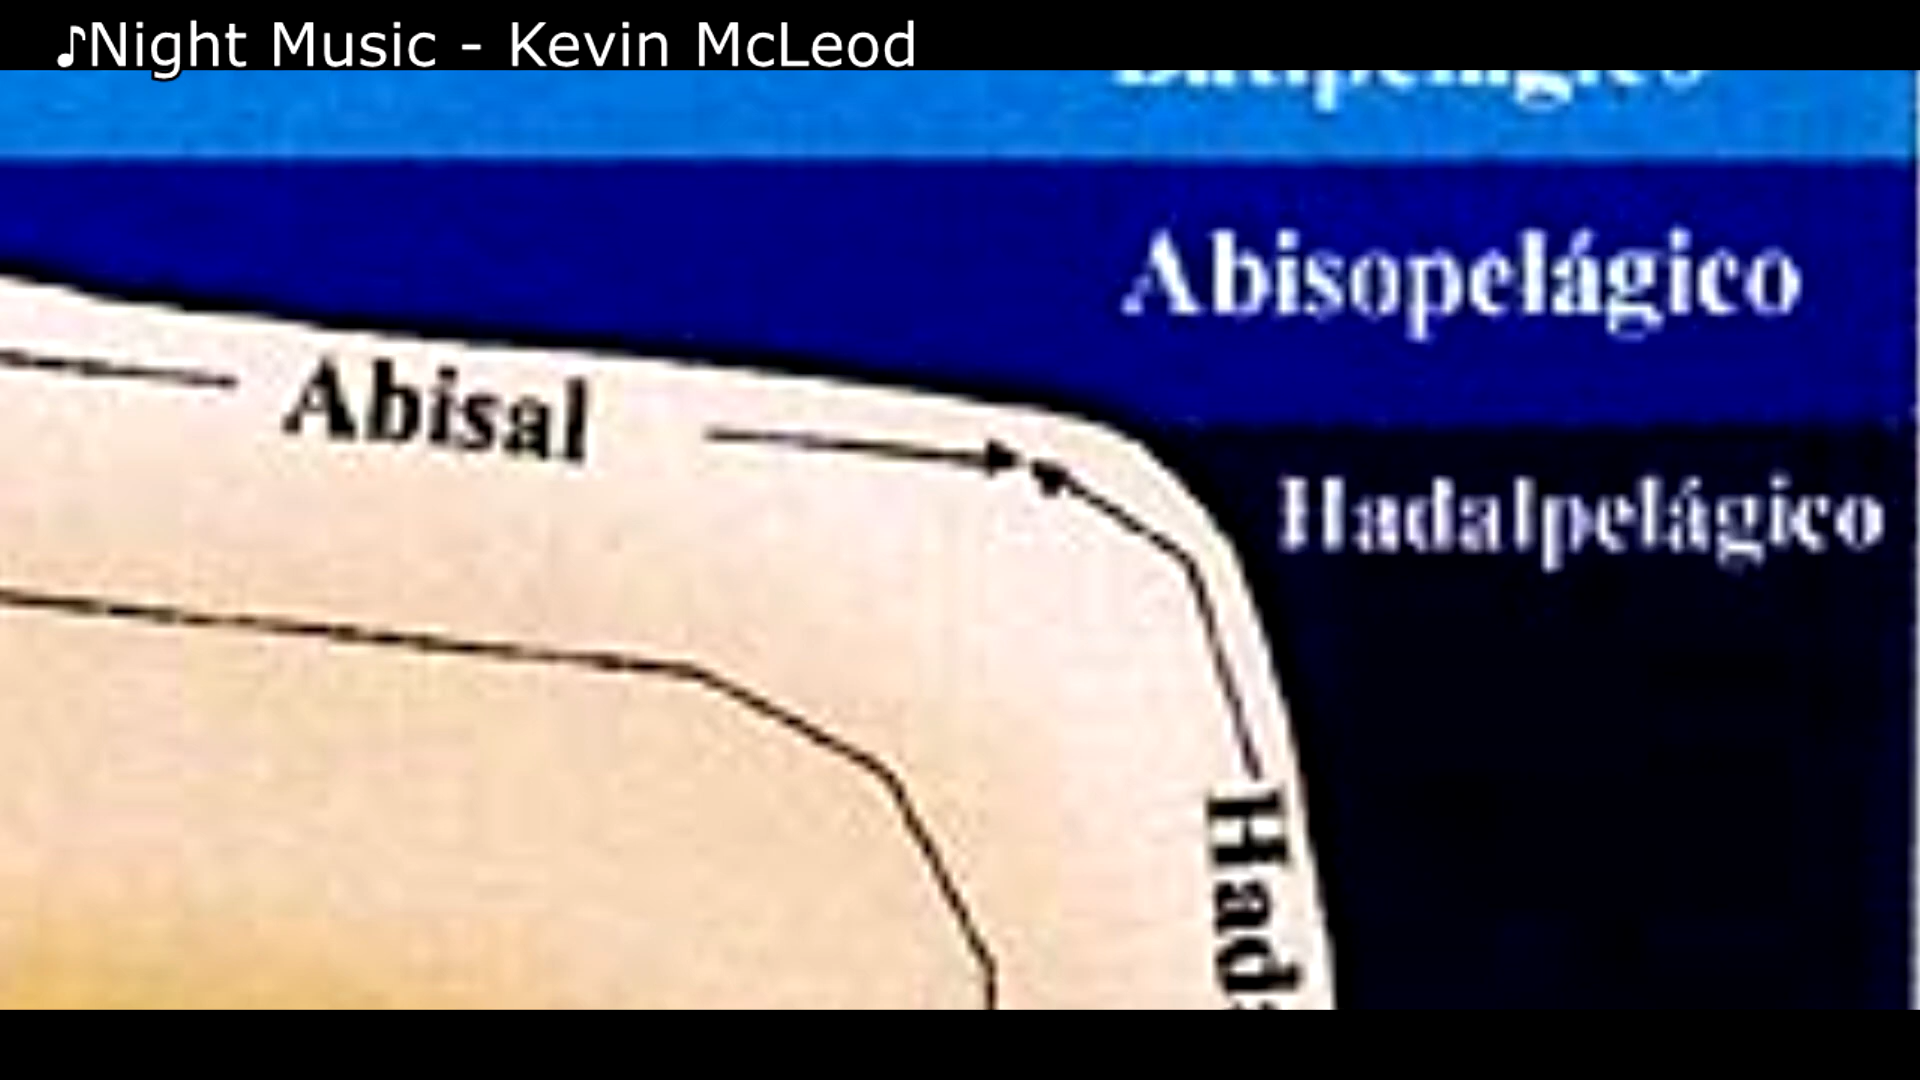 ♪Night Music - Kevin McLeod
Abisopelágico
Abisal
Hadalpelágico